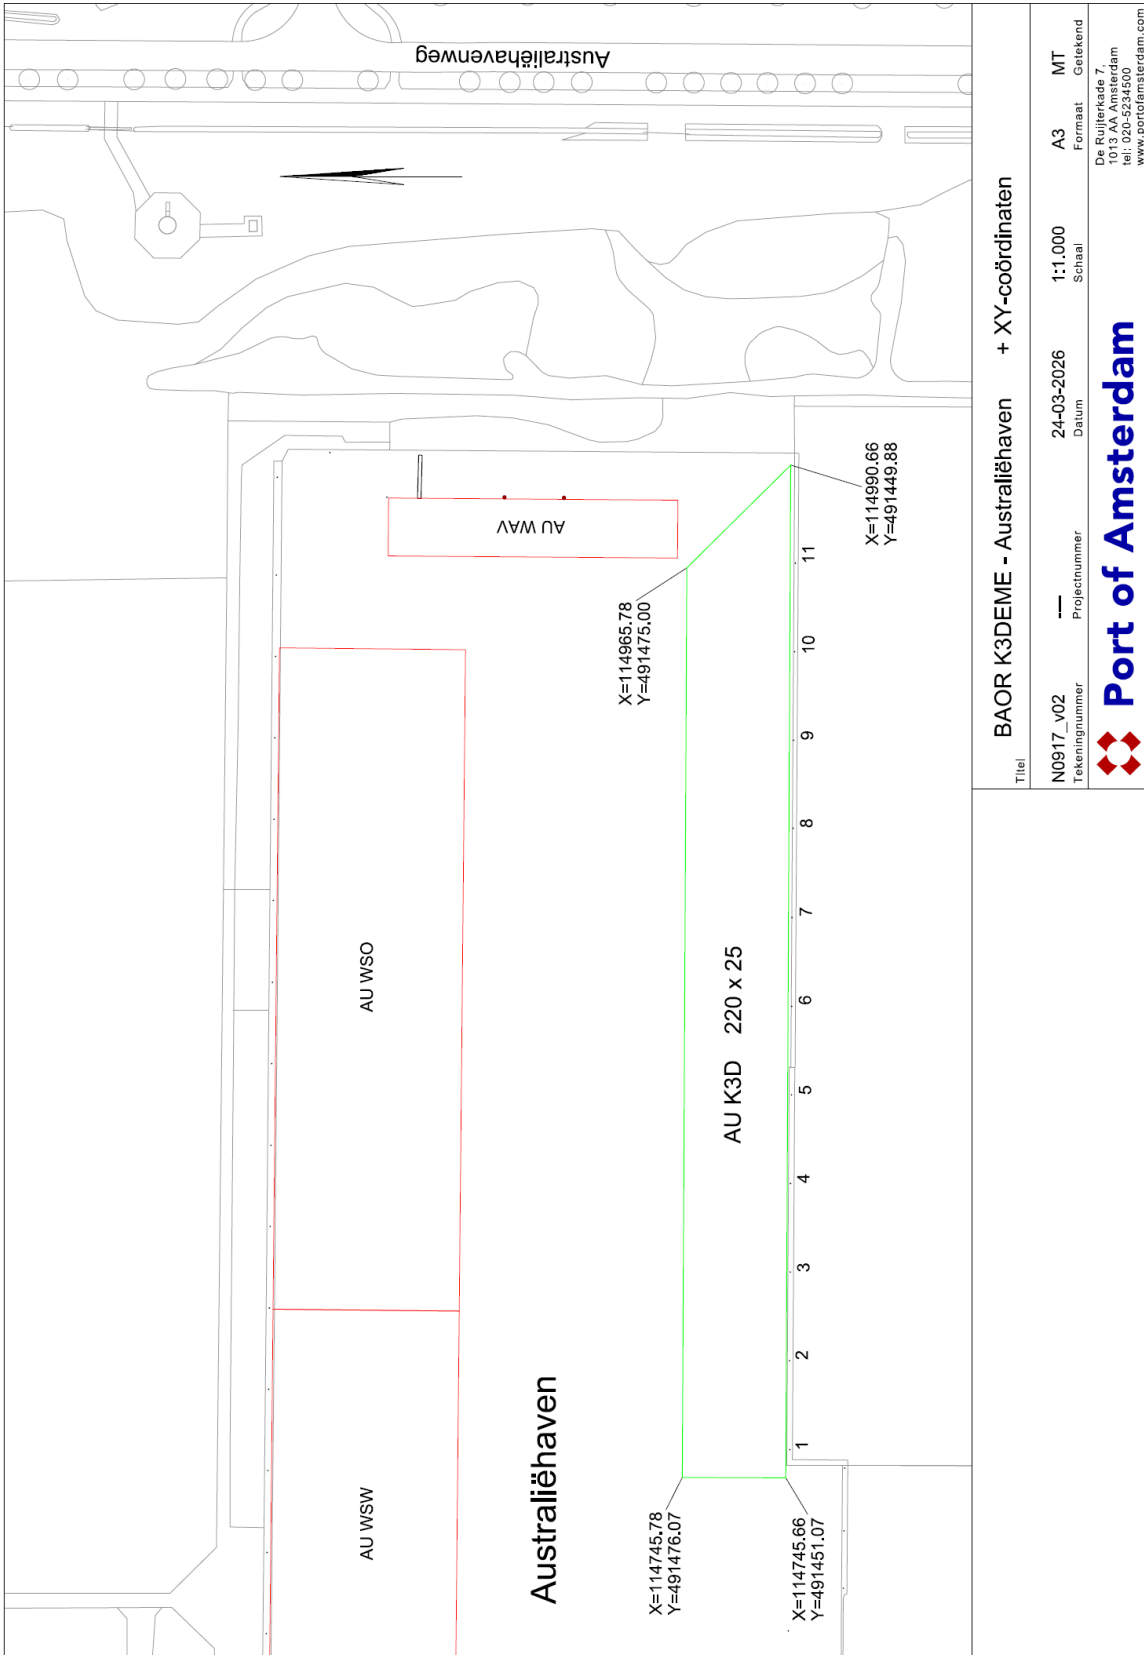 Australiëhavenweg
AU WAV
AU WSO
AU WSW
Australiëhaven
AU K3D 220 x 25
X=114965.78
Y=491475.00
X=114990.66
Y=491449.88
X=114745.78
Y=491476.07
X=114745.66
Y=491451.07
1
2
3
4
5
6
7
8
9
10
11
Titel
BAOR K3DEME - Australiëhaven + XY-coördinaten
N0917_v02
Tekeningnummer
---
Projectnummer
24-03-2026
Datum
1:1.000
Schaal
A3
Formaat
MT
Getekend
Port of Amsterdam
De Ruijterkade 7,
1013 AA Amsterdam
tel: 020-5234500
www.portofamsterdam.com